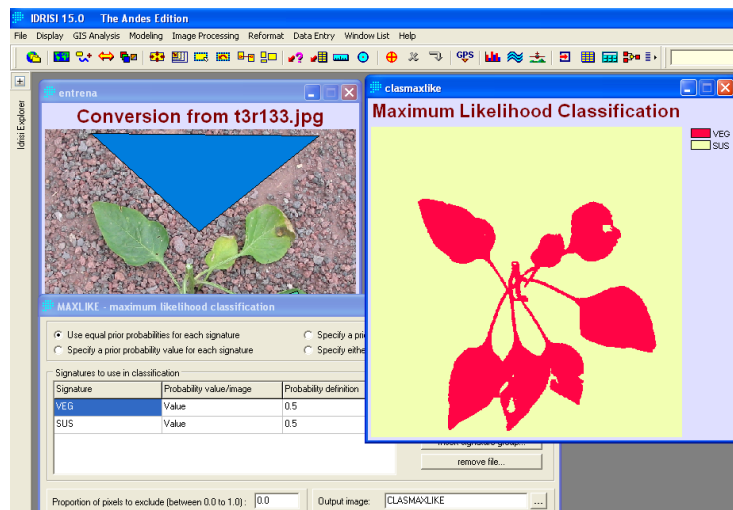 IDRISI 15.0 The Andes Edition
File Display GIS Analysis Modeling Image Processing Reformat Data Entry Window List Help
GPS
Idrisi Explorer
entrena
Conversion from t3r133.jpg
clasmaxlike
Maximum Likelihood Classification
VEG
SUS
MAXLIKE - maximum likelihood classification
Use equal prior probabilities for each signature
Specify a prior probability value for each signature
Signatures to use in classification
Signature Probability value/image Probability definition
VEG Value 0.5
SUS Value 0.5
remove file...
Proportion of pixels to exclude (between 0.0 to 1.0) : 0.0 Output image: CLASMAXLIKE ...